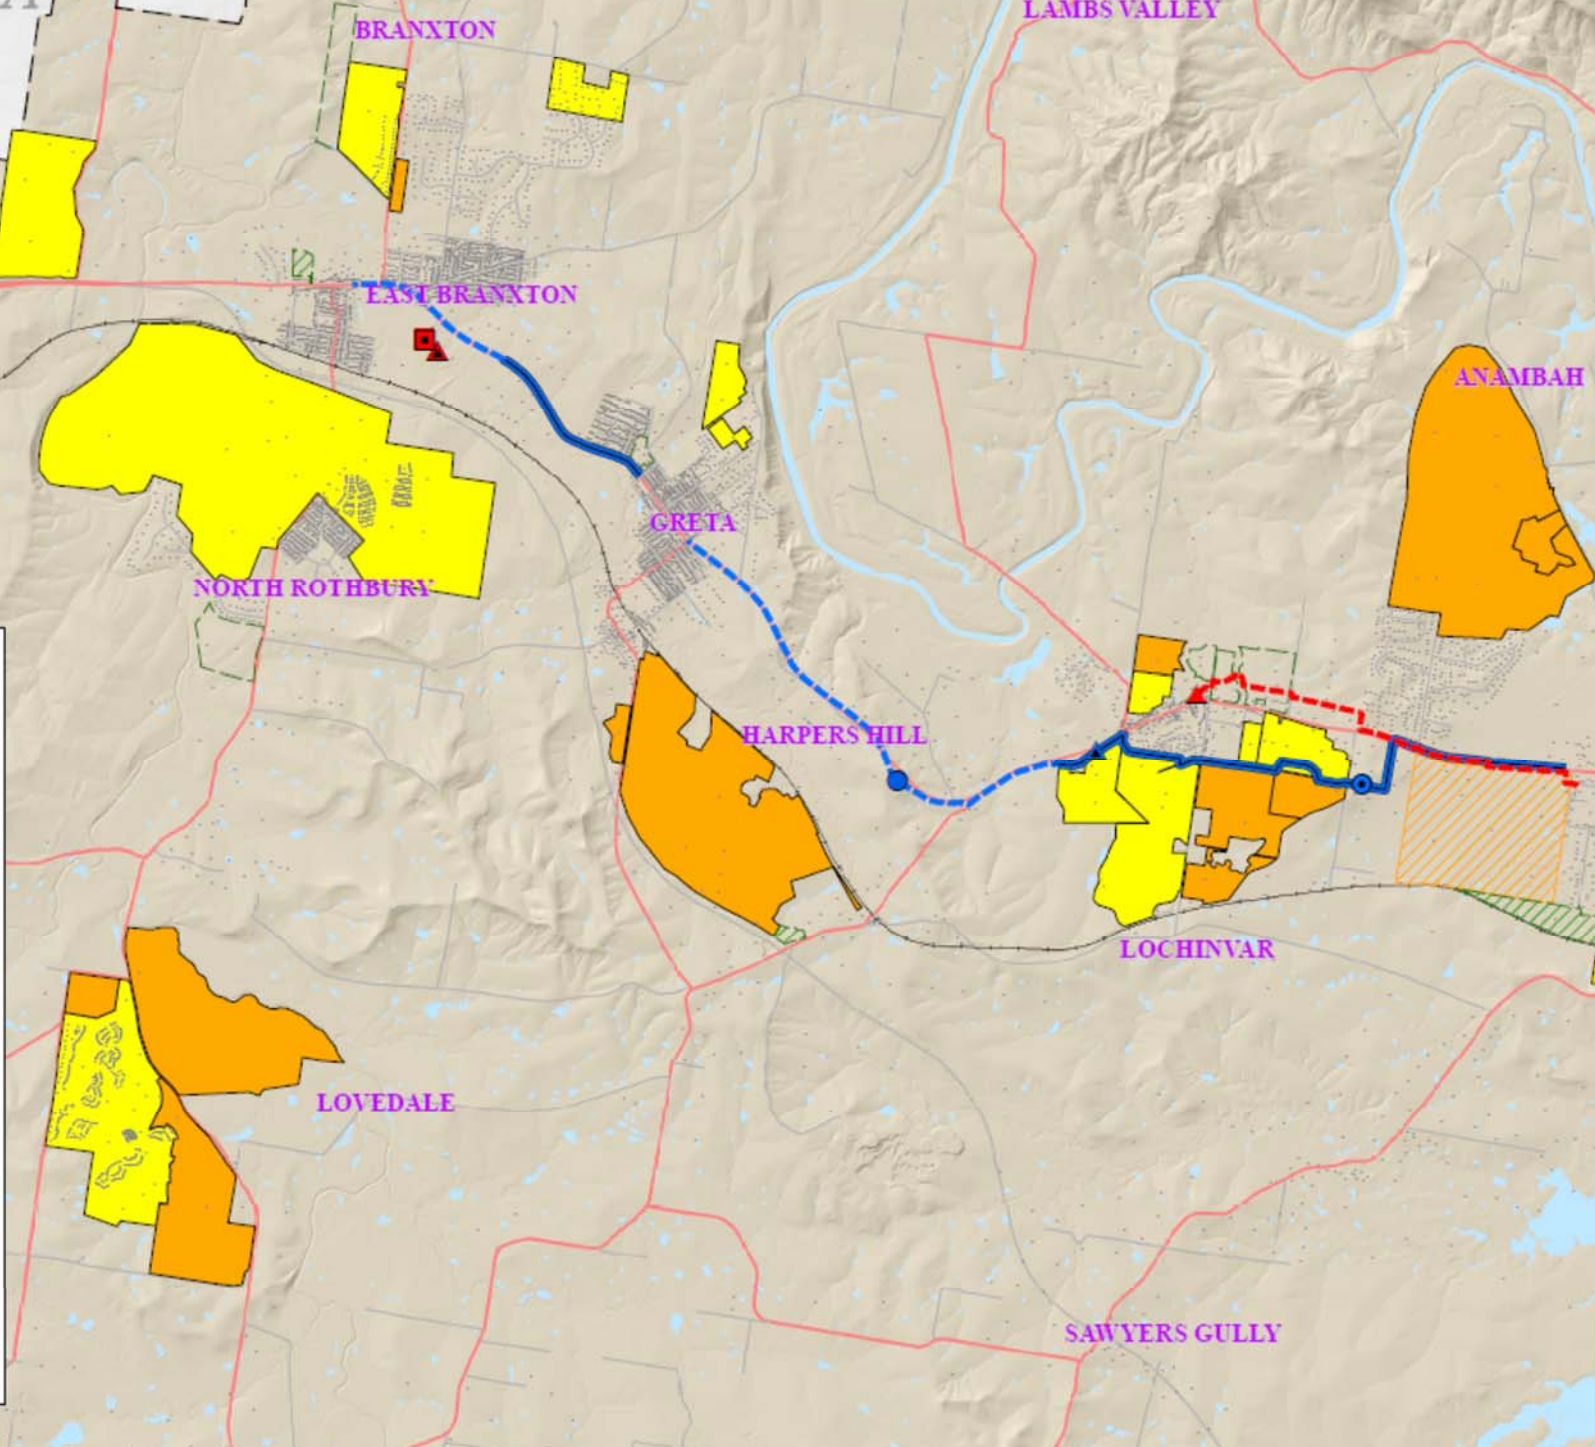 LAMBS VALLEY
BRANXTON
EAST BRANXTON
ANAMBAH
GRETA
NORTH ROTHBURY
HARPERS HILL
LOCHINVAR
LOVEDALE
SAWYERS GULLY